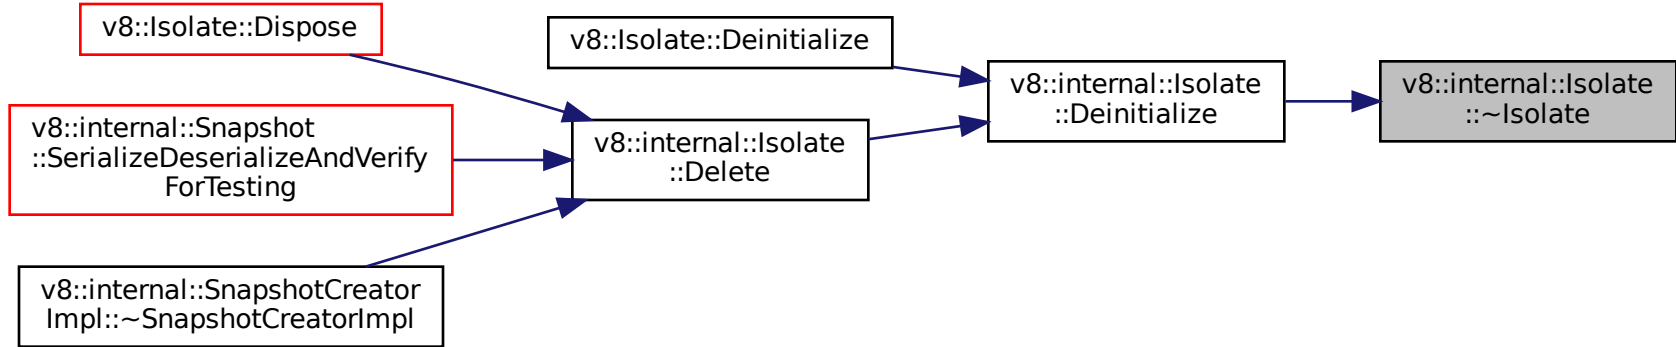 v8::Isolate::Dispose
v8::internal::Snapshot
::SerializeDeserializeAndVerify
ForTesting
v8::internal::SnapshotCreator
Impl::~SnapshotCreatorImpl
v8::Isolate::Deinitialize
v8::internal::Isolate
::Delete
v8::internal::Isolate
::Deinitialize
v8::internal::Isolate
::~Isolate